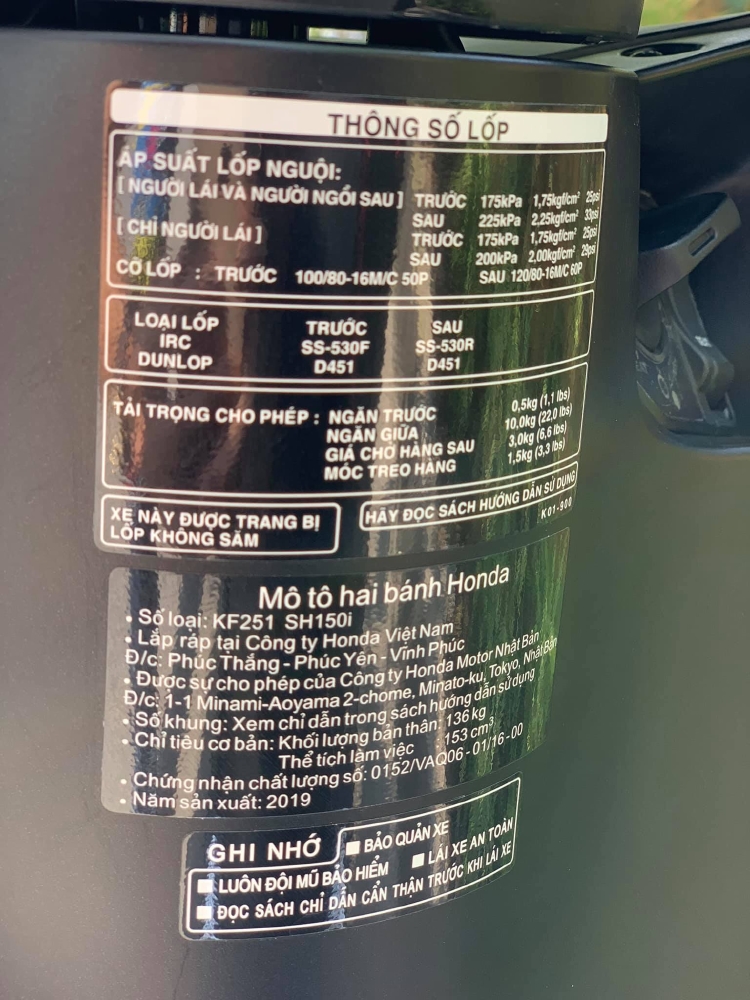 THÔNG SỐ LỐP
ÁP SUẤT LỐP NGUỘI:
[ NGƯỜI LÁI VÀ NGƯỜI NGỒI SAU ] TRƯỚC 175kPa 1,75kgf/cm² 25psi
SAU 225kPa 2,25kgf/cm² 33psi
[ CHỈ NGƯỜI LÁI ] TRƯỚC 175kPa 1,75kgf/cm² 25psi
SAU 200kPa 2,00kgf/cm² 29psi
CỠ LỐP : TRƯỚC 100/80-16M/C 50P SAU 120/80-16M/C 60P
LOẠI LỐP TRƯỚC SAU
IRC SS-530F SS-530R
DUNLOP D451 D451
TẢI TRỌNG CHO PHÉP : NGĂN TRƯỚC 0,5kg (1,1 lbs)
NGĂN GIỮA 10,0kg (22,0 lbs)
GIÁ CHỞ HÀNG SAU 3,0kg (6,6 lbs)
MÓC TREO HÀNG 1,5kg (3,3 lbs)
XE NÀY ĐƯỢC TRANG BỊ
LỐP KHÔNG SĂM
HÃY ĐỌC SÁCH HƯỚNG DẪN SỬ DỤNG
K01-900
Mô tô hai bánh Honda
• Số loại: KF251 SH150i
• Lắp ráp tại Công ty Honda Việt Nam
Đ/c: Phúc Thắng - Phúc Yên - Vĩnh Phúc
• Được sự cho phép của Công ty Honda Motor Nhật Bản
Đ/c: 1-1 Minami-Aoyama 2-chome, Minato-ku, Tokyo, Nhật Bản
• Số khung: Xem chỉ dẫn trong sách hướng dẫn sử dụng
• Chỉ tiêu cơ bản: Khối lượng bản thân: 136 kg
Thể tích làm việc : 153 cm³
• Chứng nhận chất lượng số: 0152/VAQ06 - 01/16 - 00
• Năm sản xuất: 2019
GHI NHỚ
■ BẢO QUẢN XE
■ LUÔN ĐỘI MŨ BẢO HIỂM ■ LÁI XE AN TOÀN
■ ĐỌC SÁCH CHỈ DẪN CẨN THẬN TRƯỚC KHI LÁI XE